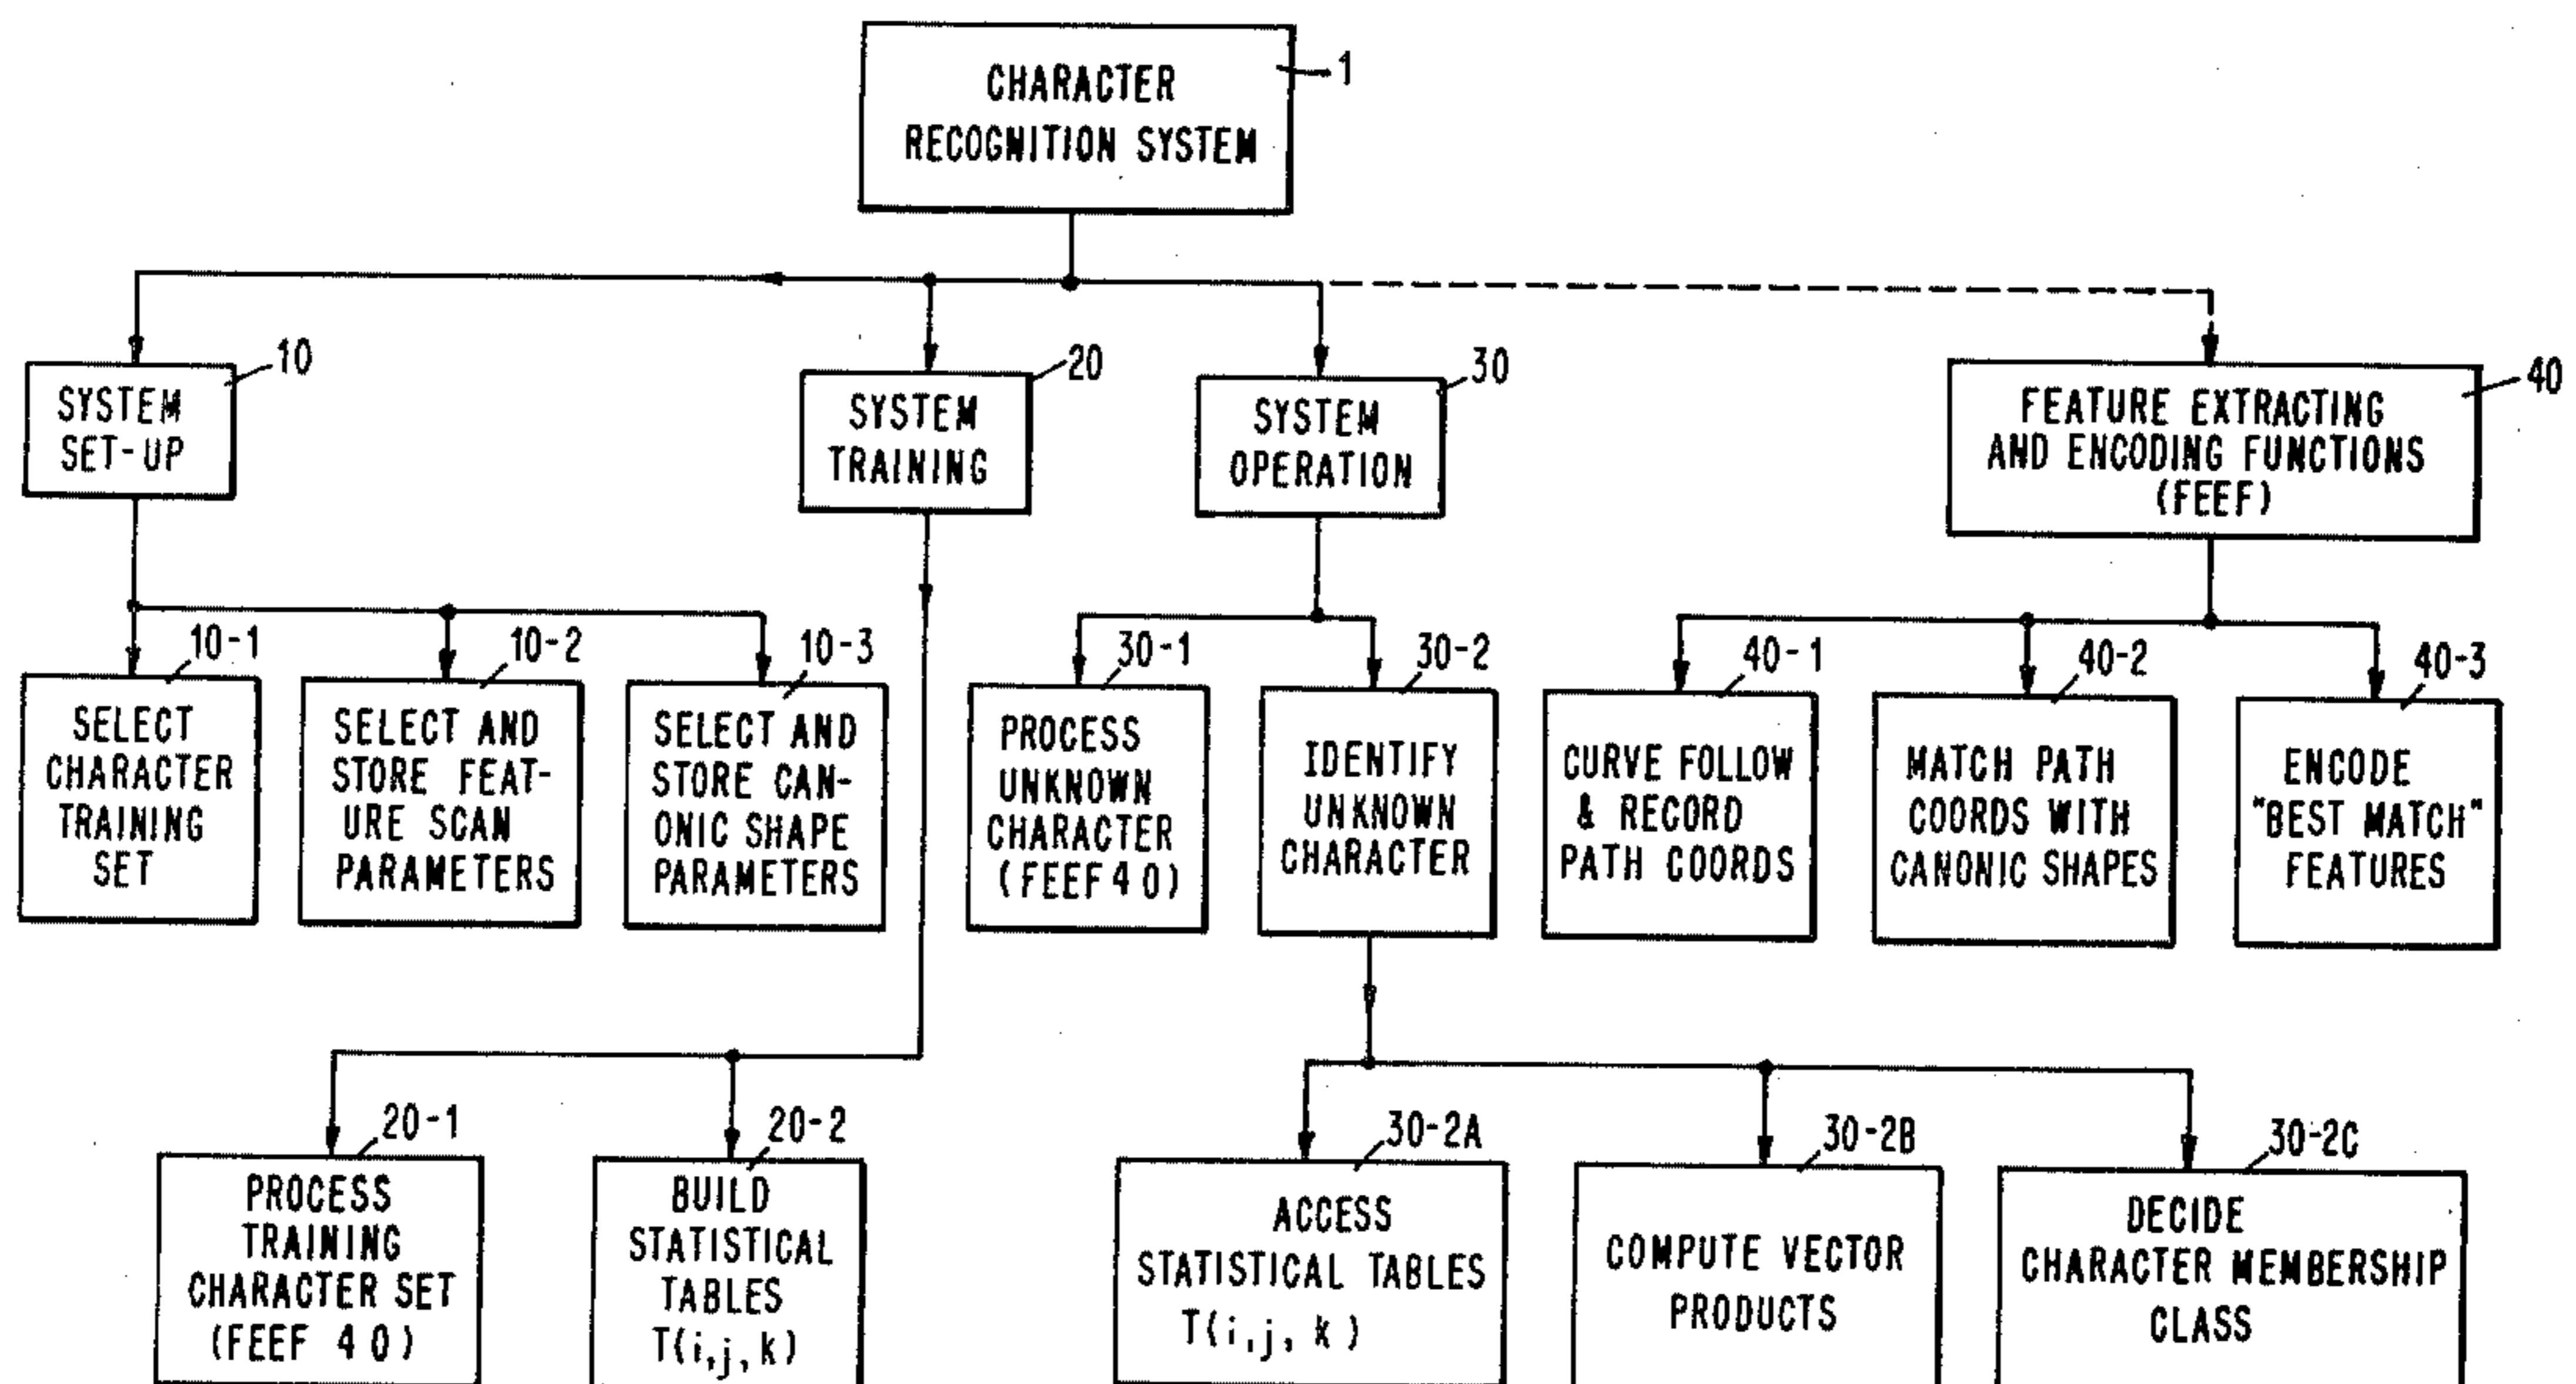 CHARACTER
RECOGNITION SYSTEM
1
SYSTEM
SET-UP
10
SYSTEM
TRAINING
20
SYSTEM
OPERATION
30
FEATURE EXTRACTING
AND ENCODING FUNCTIONS
(FEEF)
40
10-1
SELECT
CHARACTER
TRAINING
SET
10-2
SELECT AND
STORE FEAT-
URE SCAN
PARAMETERS
10-3
SELECT AND
STORE CAN-
ONIC SHAPE
PARAMETERS
30-1
PROCESS
UNKNOWN
CHARACTER
(FEEF 40)
30-2
IDENTIFY
UNKNOWN
CHARACTER
40-1
CURVE FOLLOW
& RECORD
PATH COORDS
40-2
MATCH PATH
COORDS WITH
CANONIC SHAPES
40-3
ENCODE
"BEST MATCH"
FEATURES
20-1
PROCESS
TRAINING
CHARACTER SET
(FEEF 40)
20-2
BUILD
STATISTICAL
TABLES
T(i,j,k)
30-2A
ACCESS
STATISTICAL TABLES
T(i,j,k)
30-2B
COMPUTE VECTOR
PRODUCTS
30-2C
DECIDE
CHARACTER MEMBERSHIP
CLASS